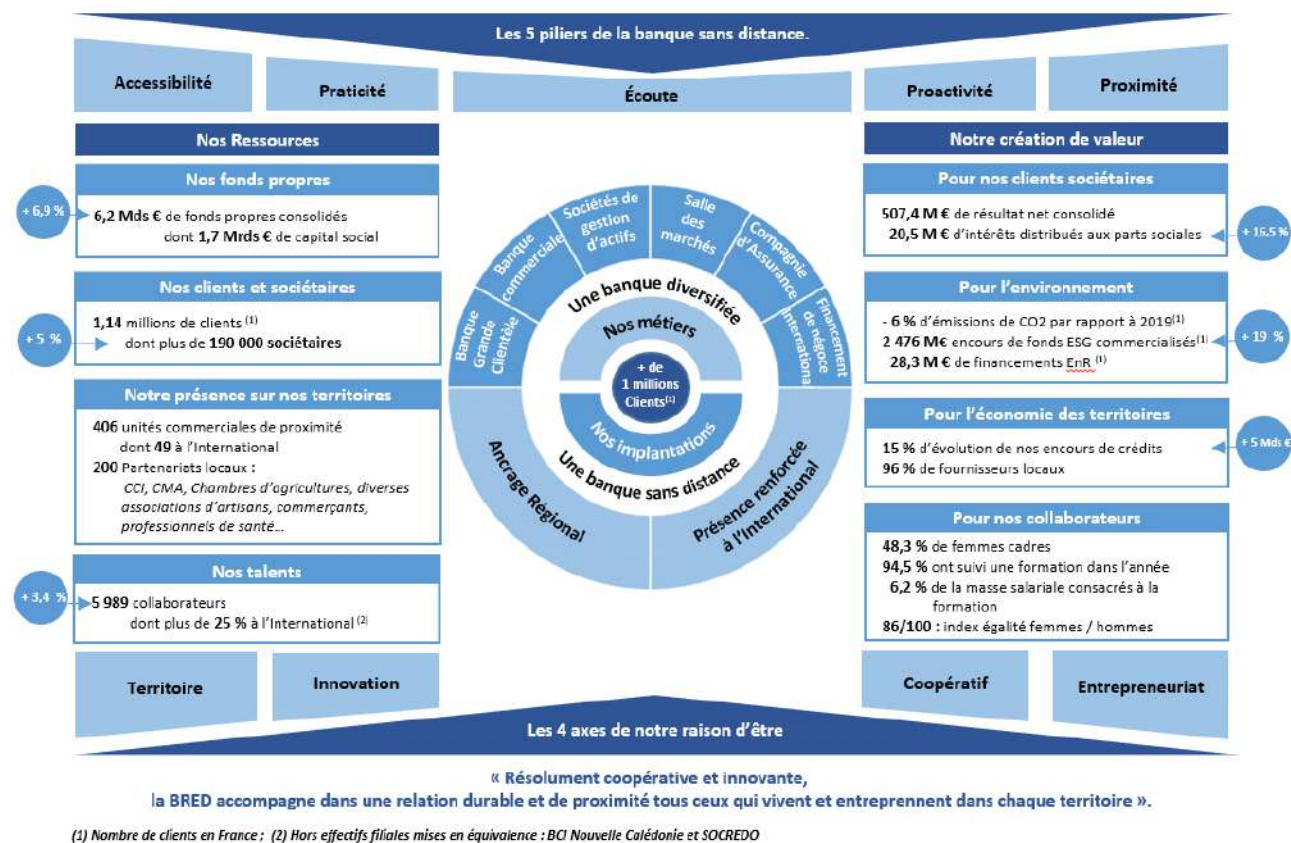 Les 5 piliers de la banque sans distance.
Accessibilité
Praticité
Écoute
Proactivité
Proximité
Nos Ressources
Nos fonds propres
+ 6,9 %
6,2 Mds € de fonds propres consolidés
dont 1,7 Mrds € de capital social
Nos clients et sociétaires
+ 5 %
1,14 millions de clients (1)
dont plus de 190 000 sociétaires
Notre présence sur nos territoires
406 unités commerciales de proximité
dont 49 à l'International
200 Partenariats locaux :
CCI, CMA, Chambres d'agricultures, diverses
associations d'artisans, commerçants,
professionnels de santé...
Nos talents
+ 3,4 %
5 989 collaborateurs
dont plus de 25 % à l'International (2)
Banque
Grande
Clientèle
Banque
commerciale
Sociétés de
gestion
d'actifs
Salle
des
marchés
Compagnie
d'Assurance
Financement
de négoce
International
Une banque diversifiée
Nos métiers
+ de
1 millions
Clients(1)
Nos implantations
Une banque sans distance
Ancrage Régional
Présence renforcée
à l'International
Notre création de valeur
Pour nos clients sociétaires
507,4 M € de résultat net consolidé
20,5 M € d'intérêts distribués aux parts sociales
+ 16,5 %
Pour l'environnement
- 6 % d'émissions de CO2 par rapport à 2019(1)
2 476 M€ encours de fonds ESG commercialisés(1)
+ 19 %
28,3 M € de financements EnR (1)
Pour l'économie des territoires
15 % d'évolution de nos encours de crédits
+ 5 Mds €
96 % de fournisseurs locaux
Pour nos collaborateurs
48,3 % de femmes cadres
94,5 % ont suivi une formation dans l'année
6,2 % de la masse salariale consacrés à la
formation
86/100 : index égalité femmes / hommes
Territoire
Innovation
Coopératif
Entrepreneuriat
Les 4 axes de notre raison d'être
« Résolument coopérative et innovante,
la BRED accompagne dans une relation durable et de proximité tous ceux qui vivent et entreprennent dans chaque territoire ».
(1) Nombre de clients en France ; (2) Hors effectifs filiales mises en équivalence : BCI Nouvelle Calédonie et SOCREDO